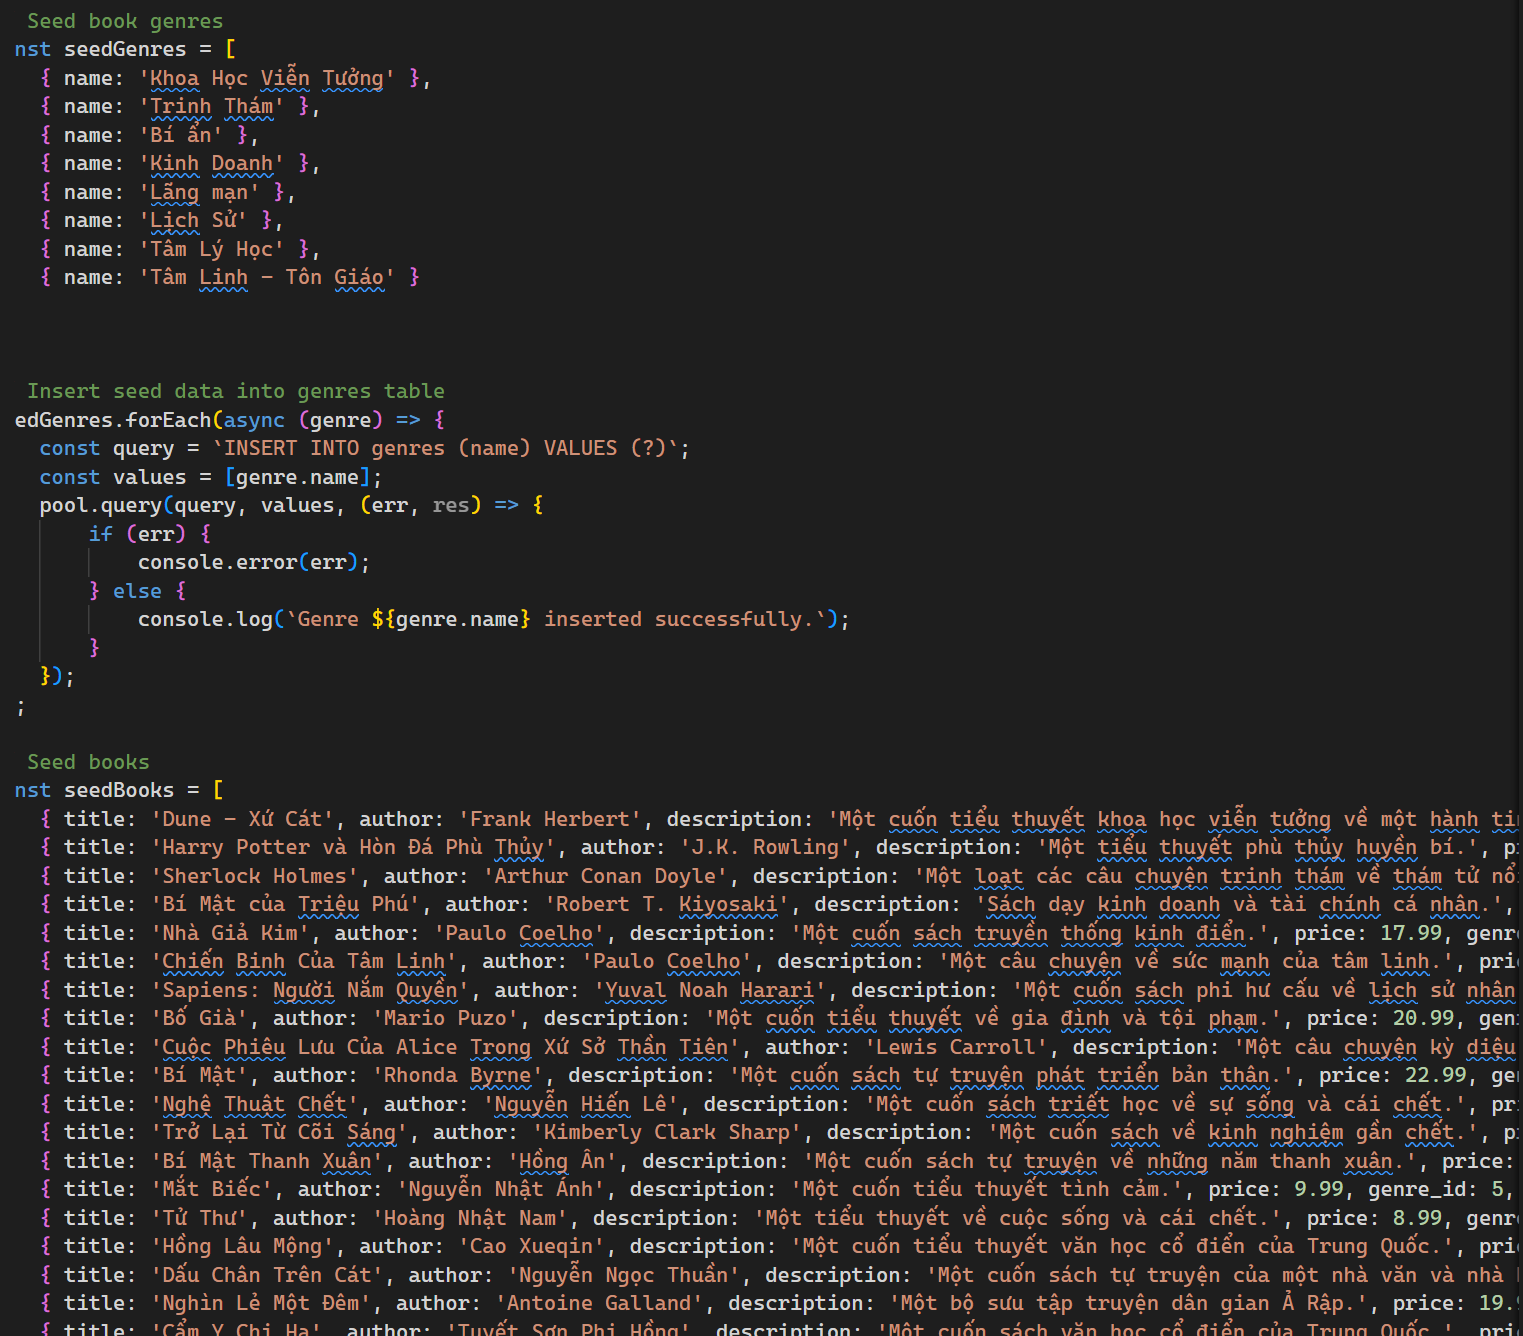 Seed book genres
nst seedGenres = [
{ name: 'Khoa Học Viễn Tưởng' },
{ name: 'Trinh Thám' },
{ name: 'Bí ẩn' },
{ name: 'Kinh Doanh' },
{ name: 'Lãng mạn' },
{ name: 'Lịch Sử' },
{ name: 'Tâm Lý Học' },
{ name: 'Tâm Linh - Tôn Giáo' }
Insert seed data into genres table
edGenres.forEach(async (genre) => {
const query = `INSERT INTO genres (name) VALUES (?)`;
const values = [genre.name];
pool.query(query, values, (err, res) => {
if (err) {
console.error(err);
} else {
console.log(`Genre ${genre.name} inserted successfully.`);
}
});
;
Seed books
nst seedBooks = [
{ title: 'Dune - Xứ Cát', author: 'Frank Herbert', description: 'Một cuốn tiểu thuyết khoa học viễn tưởng về một hành
{ title: 'Harry Potter và Hòn Đá Phù Thủy', author: 'J.K. Rowling', description: 'Một tiểu thuyết phù thủy huyền bí.',
{ title: 'Sherlock Holmes', author: 'Arthur Conan Doyle', description: 'Một loạt các câu chuyện trinh thám về thám tử nổi
{ title: 'Bí Mật của Triệu Phú', author: 'Robert T. Kiyosaki', description: 'Sách dạy kinh doanh và tài chính cá nhân.',
{ title: 'Nhà Giả Kim', author: 'Paulo Coelho', description: 'Một cuốn sách truyền thống kinh điển.', price: 17.99, genre
{ title: 'Chiến Binh Của Tâm Linh', author: 'Paulo Coelho', description: 'Một câu chuyện về sức mạnh của tâm linh.', pri
{ title: 'Sapiens: Người Nắm Quyền', author: 'Yuval Noah Harari', description: 'Một cuốn sách phi hư cấu về lịch sử nhân
{ title: 'Bố Già', author: 'Mario Puzo', description: 'Một cuốn tiểu thuyết về gia đình và tội phạm.', price: 20.99, gen
{ title: 'Cuộc Phiêu Lưu Của Alice Trong Xứ Sở Thần Tiên', author: 'Lewis Carroll', description: 'Một câu chuyện kỳ diệu
{ title: 'Bí Mật', author: 'Rhonda Byrne', description: 'Một cuốn sách tự truyện phát triển bản thân.', price: 22.99, ge
{ title: 'Nghệ Thuật Chết', author: 'Nguyễn Hiến Lê', description: 'Một cuốn sách triết học về sự sống và cái chết.', pr
{ title: 'Trở Lại Từ Cõi Sáng', author: 'Kimberly Clark Sharp', description: 'Một cuốn sách về kinh nghiệm gần chết.',
{ title: 'Bí Mật Thanh Xuân', author: 'Hồng Ân', description: 'Một cuốn sách tự truyện về những năm thanh xuân.', price:
{ title: 'Mắt Biếc', author: 'Nguyễn Nhật Ánh', description: 'Một cuốn tiểu thuyết tình cảm.', price: 9.99, genre_id: 5,
{ title: 'Tử Thư', author: 'Hoàng Nhật Nam', description: 'Một tiểu thuyết về cuộc sống và cái chết.', price: 8.99, genr
{ title: 'Hồng Lâu Mộng', author: 'Cao Xueqin', description: 'Một cuốn tiểu thuyết văn học cổ điển của Trung Quốc.', pri
{ title: 'Dấu Chân Trên Cát', author: 'Nguyễn Ngọc Thuần', description: 'Một cuốn sách tự truyện của một nhà văn và nhà
{ title: 'Nghìn Lẻ Một Đêm', author: 'Antoine Galland', description: 'Một bộ sưu tập truyện dân gian Ả Rập.', price: 19.
{ title: 'Cẩm Y Chi Hạ', author: 'Tuyết Sơn Phi Hồng', description: 'Một cuốn sách văn học cổ điển của Trung Quốc.', pri